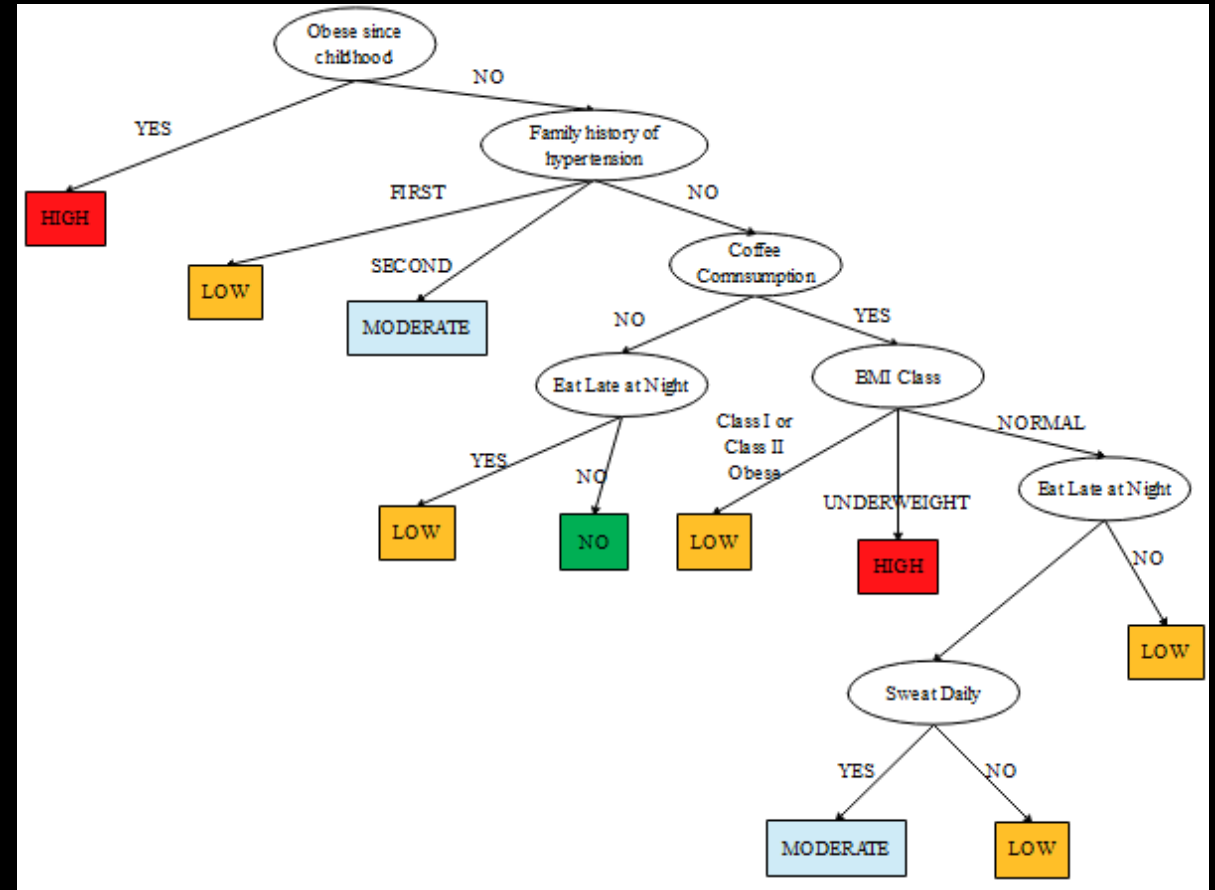 Obese since
childhood
NO
YES
Family history of
hypertension
FIRST
NO
HIGH
SECOND
Coffee
Comnsumption
LOW
MODERATE
NO
YES
Eat Late at Night
BMI Class
Class I or
Class II
Obese
NORMAL
YES
NO
UNDERWEIGHT
Eat Late at Night
LOW
NO
LOW
HIGH
NO
LOW
Sweat Daily
YES
NO
MODERATE
LOW